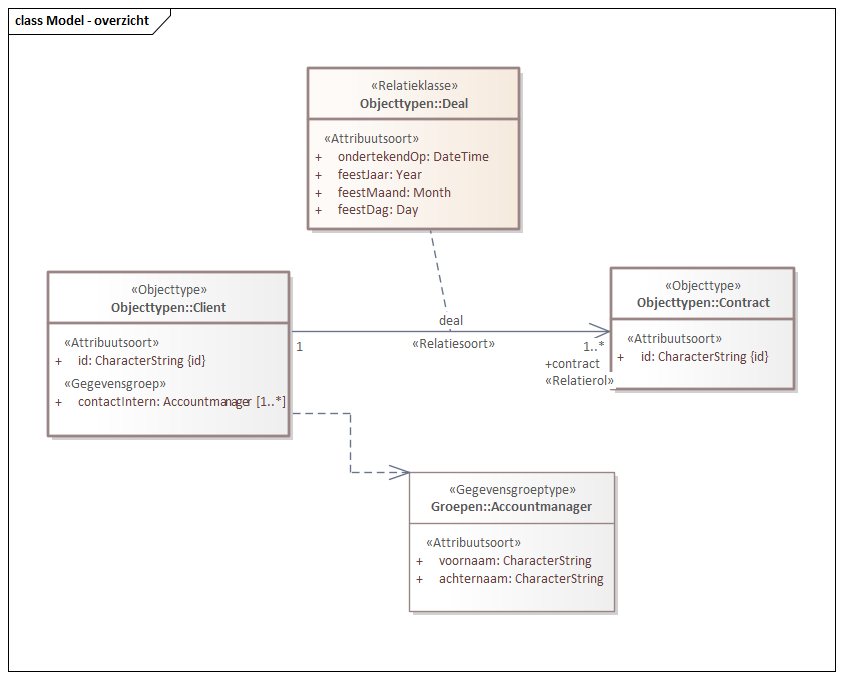 class Model - overzicht
«Relatieklasse»
Objecttypen::Deal
«Attribuutsoort»
+ ondertekendOp: DateTime
+ feestJaar: Year
+ feestMaand: Month
+ feestDag: Day
«Objecttype»
Objecttypen::Client
«Attribuutsoort»
+ id: CharacterString {id}
«Gegevensgroep»
+ contactIntern: Accountmanager [1..*]
deal
«Relatiesoort»
1
1..*
+contract
«Relatierol»
«Objecttype»
Objecttypen::Contract
«Attribuutsoort»
+ id: CharacterString {id}
«Gegevensgroeptype»
Groepen::Accountmanager
«Attribuutsoort»
+ voornaam: CharacterString
+ achternaam: CharacterString